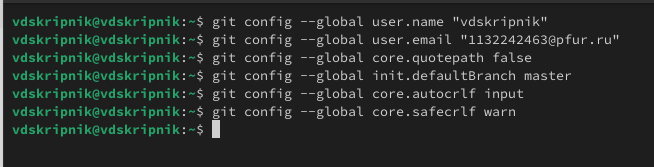 vdskripnik@vdskripnik:~$ git config --global user.name "vdskripnik"
vdskripnik@vdskripnik:~$ git config --global user.email "1132242463@pfur.ru"
vdskripnik@vdskripnik:~$ git config --global core.quotepath false
vdskripnik@vdskripnik:~$ git config --global init.defaultBranch master
vdskripnik@vdskripnik:~$ git config --global core.autocrlf input
vdskripnik@vdskripnik:~$ git config --global core.safecrlf warn
vdskripnik@vdskripnik:~$